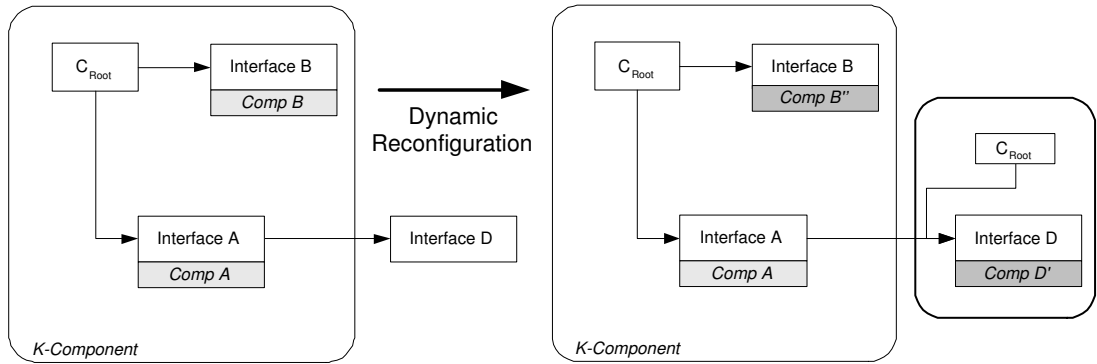 C_Root
Interface B
Comp B
Interface A
Comp A
Interface D
K-Component
Dynamic
Reconfiguration
C_Root
Interface B
Comp B"
Interface A
Comp A
K-Component
C_Root
Interface D
Comp D'